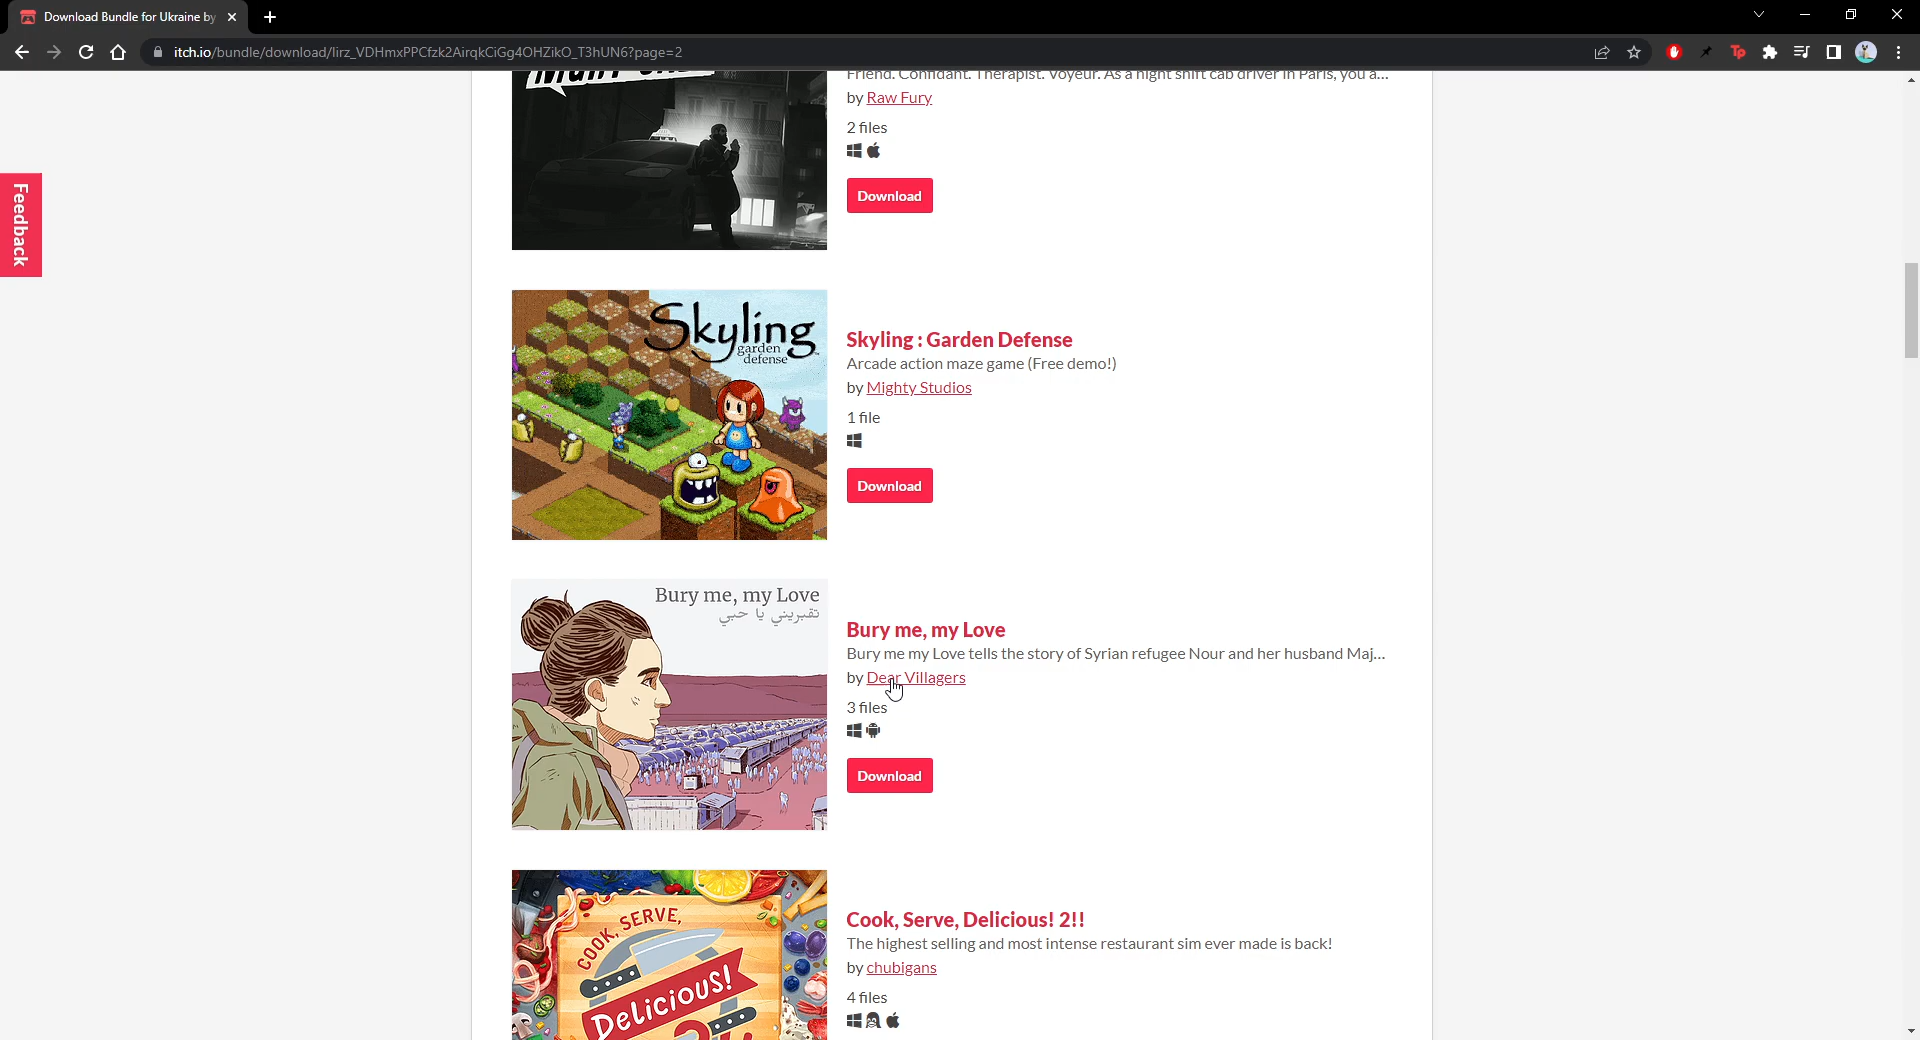 Download Bundle for Ukraine by
itch.io/bundle/download/lirz_VDHmxPPCfzk2AirqkCiGg4OHZikO_T3hUN6?page=2
Friend. Confidant. Therapist. Voyeur. As a night shift cab driver in Paris, you a...
by Raw Fury
2 files
Download
Feedback
Skyling
garden
defense
Skyling : Garden Defense
Arcade action maze game (Free demo!)
by Mighty Studios
1 file
Download
Bury me, my Love
تقبريني يا حبي
Bury me, my Love
Bury me my Love tells the story of Syrian refugee Nour and her husband Maj...
by Dear Villagers
3 files
Download
COOK, SERVE,
Delicious!
Cook, Serve, Delicious! 2!!
The highest selling and most intense restaurant sim ever made is back!
by chubigans
4 files